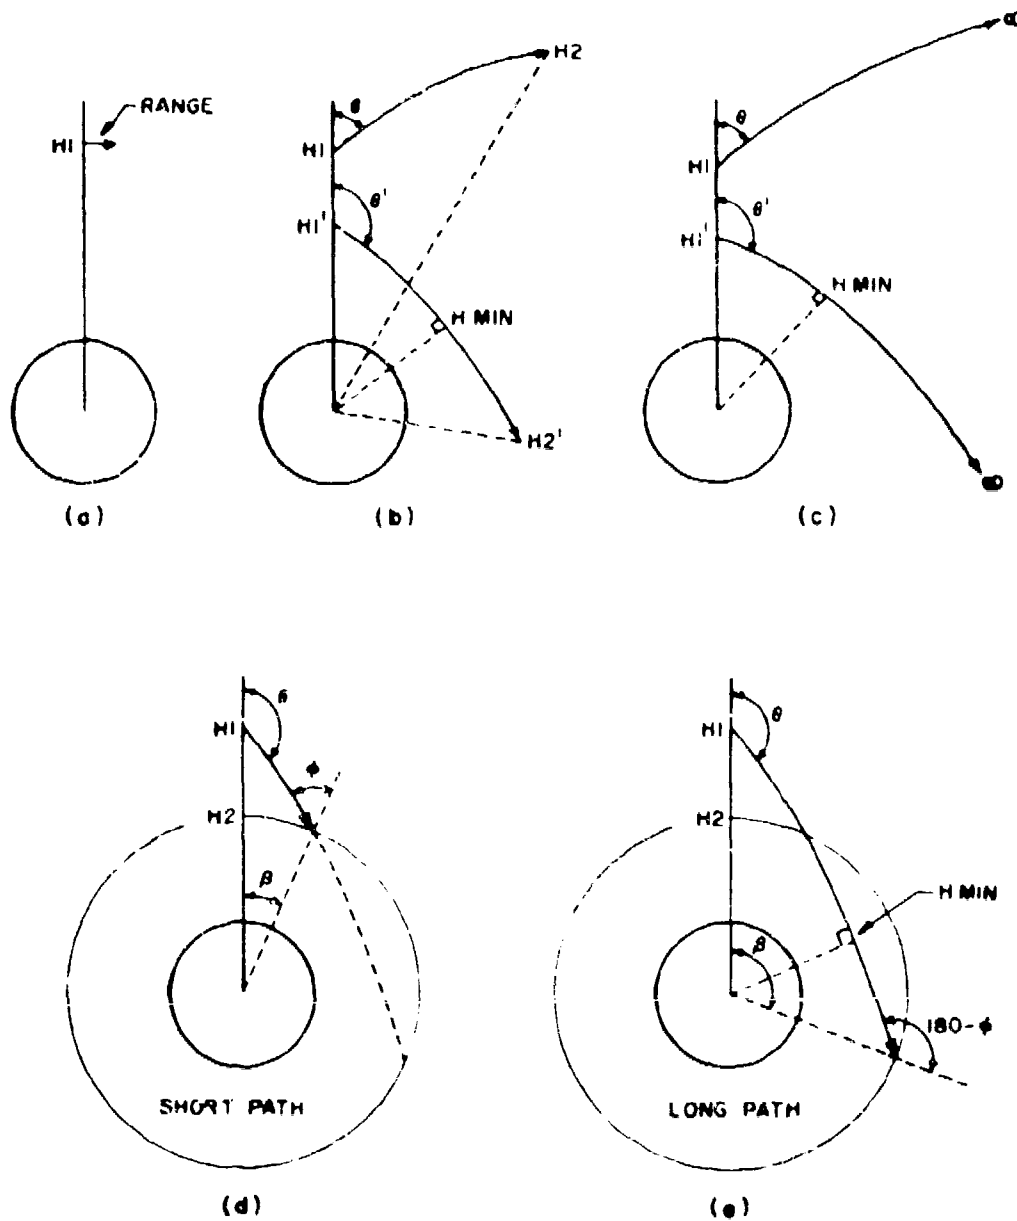 RANGE
H1
(a)
H2
θ
H1
θ'
H1'
H MIN
H2'
(b)
∞
θ
H1
θ'
H1'
H MIN
∞
(c)
θ
H1
ϕ
H2
β
SHORT PATH
(d)
θ
H1
H2
H MIN
β
180-ϕ
LONG PATH
(e)